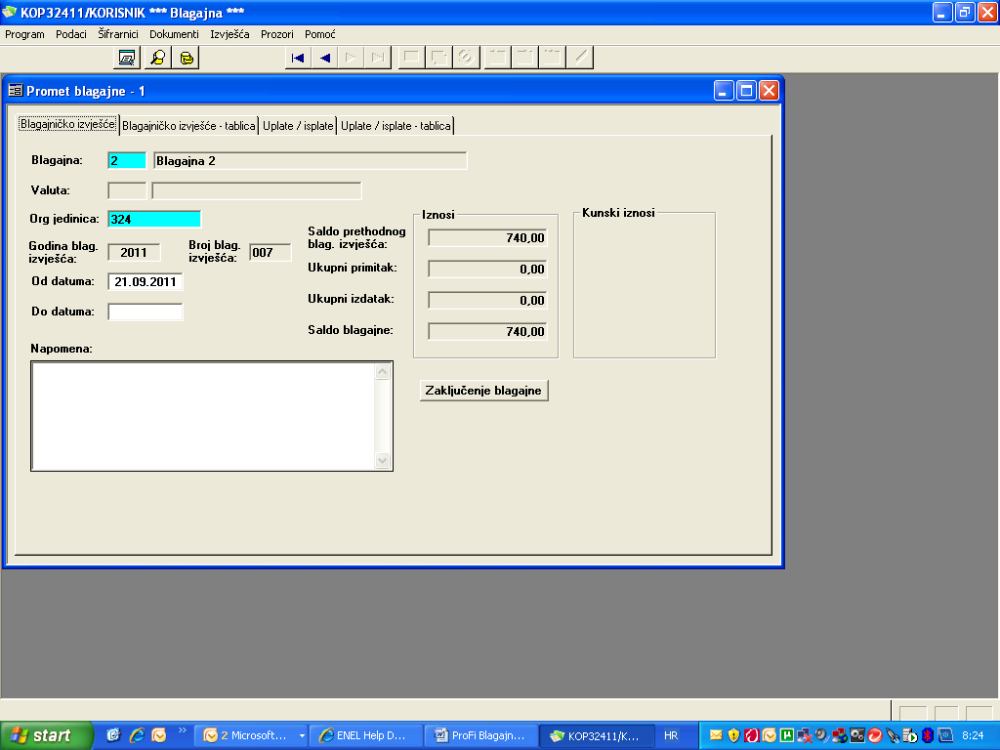 KOP32411/KORISNIK *** Blagajna ***
Program Podaci Šifrarnici Dokumenti Izvješća Prozori Pomoć
Promet blagajne - 1
Blagajničko izvješće Blagajničko izvješće - tablica Uplate / isplate Uplate / isplate - tablica
Blagajna: 2 Blagajna 2
Valuta:
Org jedinica: 324
Godina blag. izvješća: 2011 Broj blag. izvješća: 007
Od datuma: 21.09.2011
Do datuma:
Napomena:
Iznosi
Saldo prethodnog blag. izvješća: 740,00
Ukupni primitak: 0,00
Ukupni izdatak: 0,00
Saldo blagajne: 740,00
Kunski iznosi
Zaključenje blagajne
start 2 Microsoft... ENEL Help D... ProFi Blagajn... KOP32411/K... HR 8:24